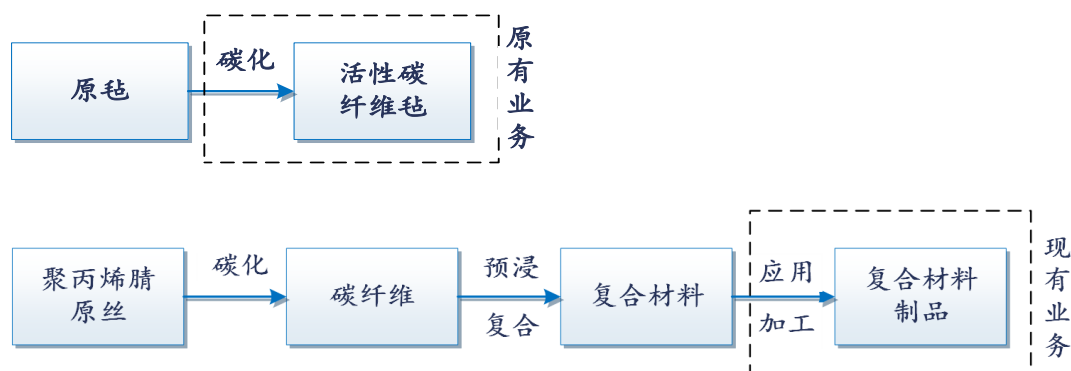 原毡
碳化
活性碳
纤维毡
原有业务
聚丙烯腈
原丝
碳化
碳纤维
预浸
复合
复合材料
应用
加工
复合材料
制品
现有业务